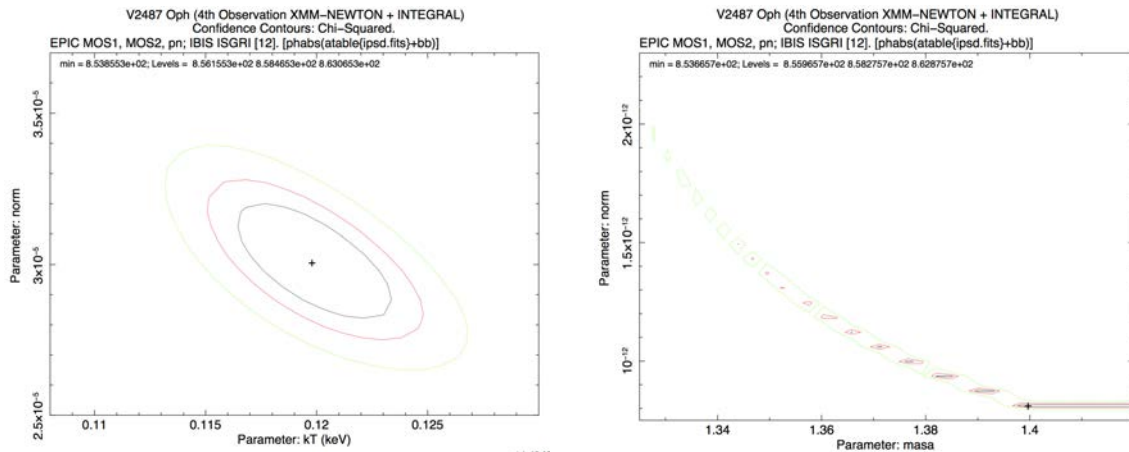 V2487 Oph (4th Observation XMM-NEWTON + INTEGRAL)
Confidence Contours: Chi-Squared.
EPIC MOS1, MOS2, pn; IBIS ISGRI [12]. [phabs(atable{ipsd.fits}+bb)]
min = 8.538553e+02; Levels = 8.561553e+02 8.584653e+02 8.630653e+02
Parameter: norm
3.5×10⁻⁵
3×10⁻⁵
2.5×10⁻⁵
0.11
0.115
0.12
0.125
Parameter: kT (keV)
V2487 Oph (4th Observation XMM-NEWTON + INTEGRAL)
Confidence Contours: Chi-Squared.
EPIC MOS1, MOS2, pn; IBIS ISGRI [12]. [phabs(atable{ipsd.fits}+bb)]
min = 8.536657e+02; Levels = 8.559657e+02 8.582757e+02 8.628757e+02
Parameter: norm
2×10⁻¹²
1.5×10⁻¹²
10⁻¹²
1.34
1.36
1.38
1.4
Parameter: masa